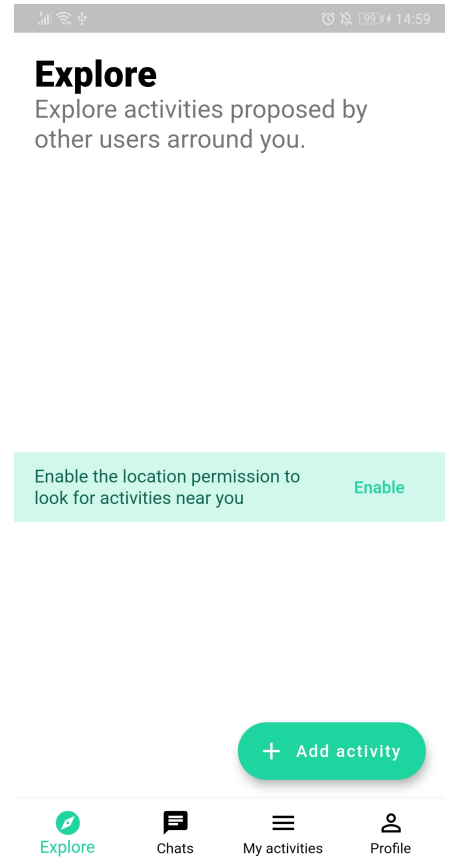 99 14:59
Explore
Explore activities proposed by
other users arround you.
Enable the location permission to
look for activities near you
Enable
Add activity
Explore
Chats
My activities
Profile